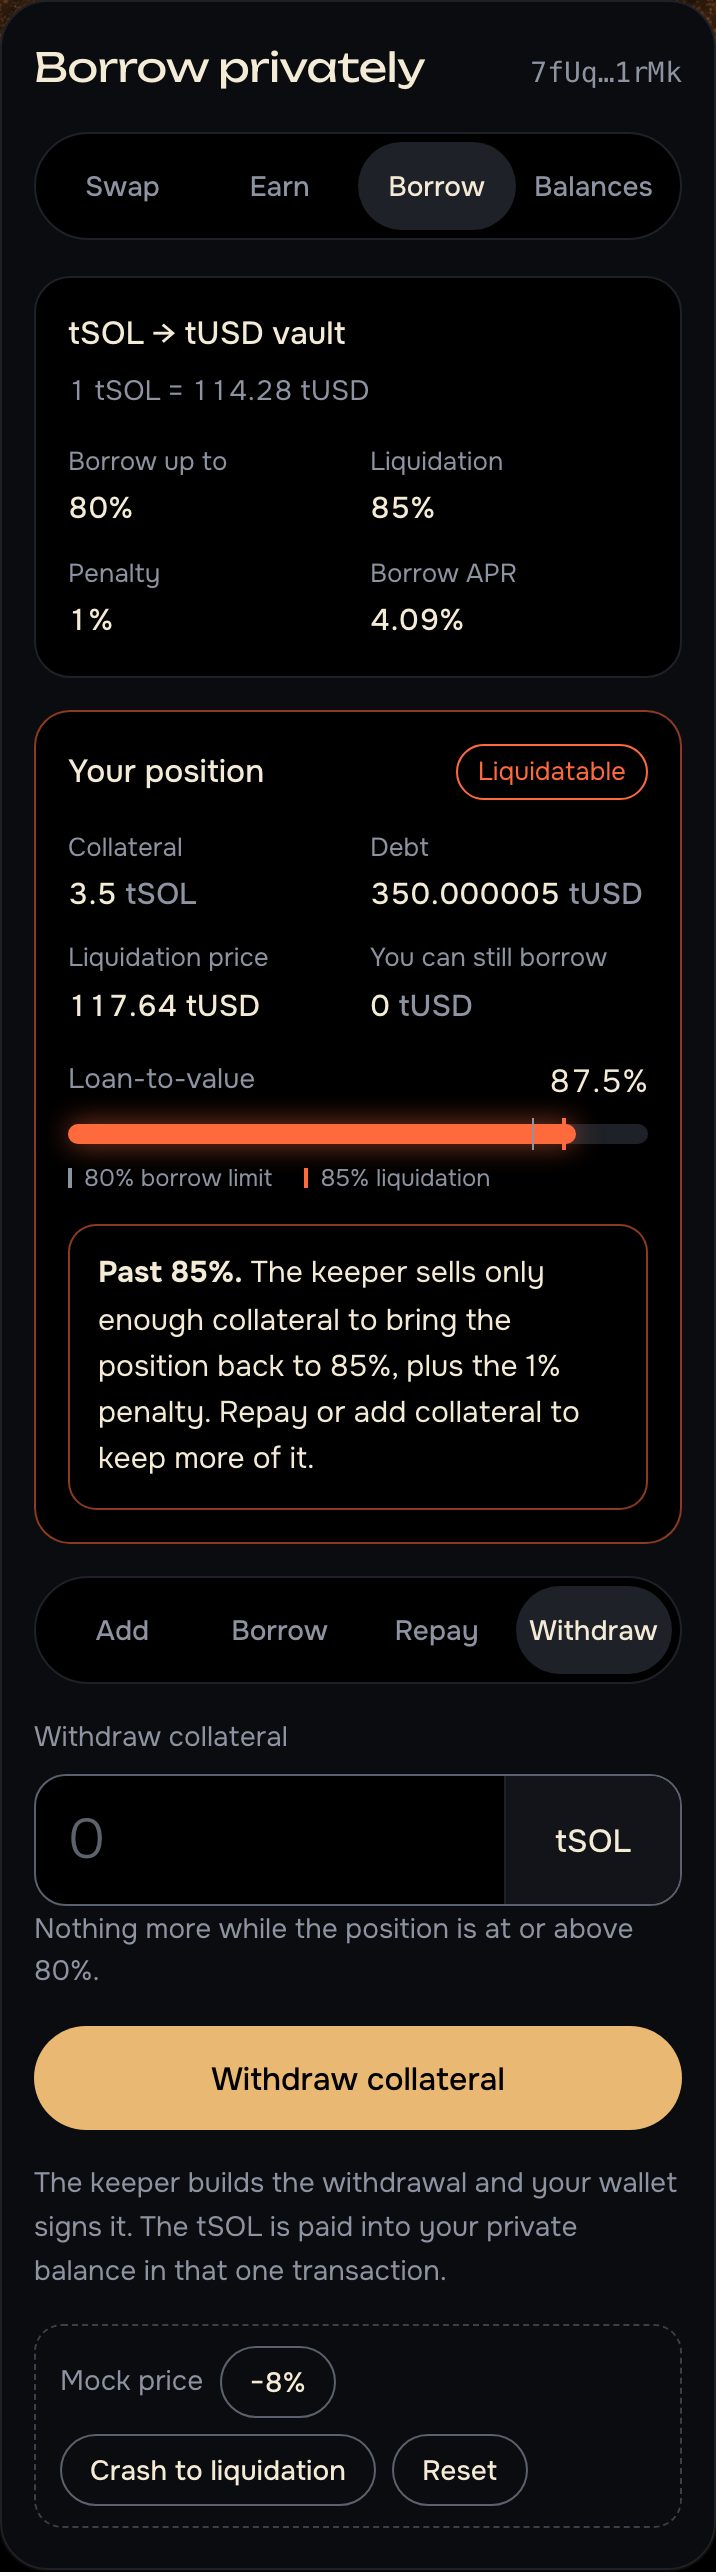 Borrow privately
7fUq…1rMk
Swap Earn Borrow Balances
tSOL → tUSD vault
1 tSOL = 114.28 tUSD
Borrow up to Liquidation
80% 85%
Penalty Borrow APR
1% 4.09%
Your position Liquidatable
Collateral Debt
3.5 tSOL 350.000005 tUSD
Liquidation price You can still borrow
117.64 tUSD 0 tUSD
Loan-to-value 87.5%
80% borrow limit 85% liquidation
Past 85%. The keeper sells only
enough collateral to bring the
position back to 85%, plus the 1%
penalty. Repay or add collateral to
keep more of it.
Add Borrow Repay Withdraw
Withdraw collateral
0 tSOL
Nothing more while the position is at or above
80%.
Withdraw collateral
The keeper builds the withdrawal and your wallet
signs it. The tSOL is paid into your private
balance in that one transaction.
Mock price −8%
Crash to liquidation Reset